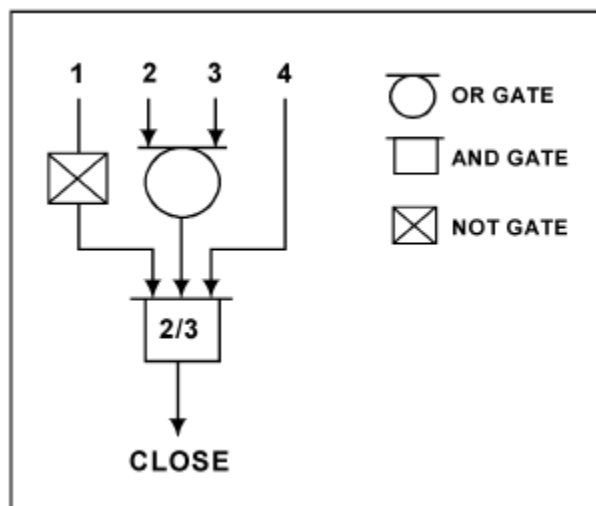 1 2 3 4
OR GATE
AND GATE
NOT GATE
2/3
CLOSE